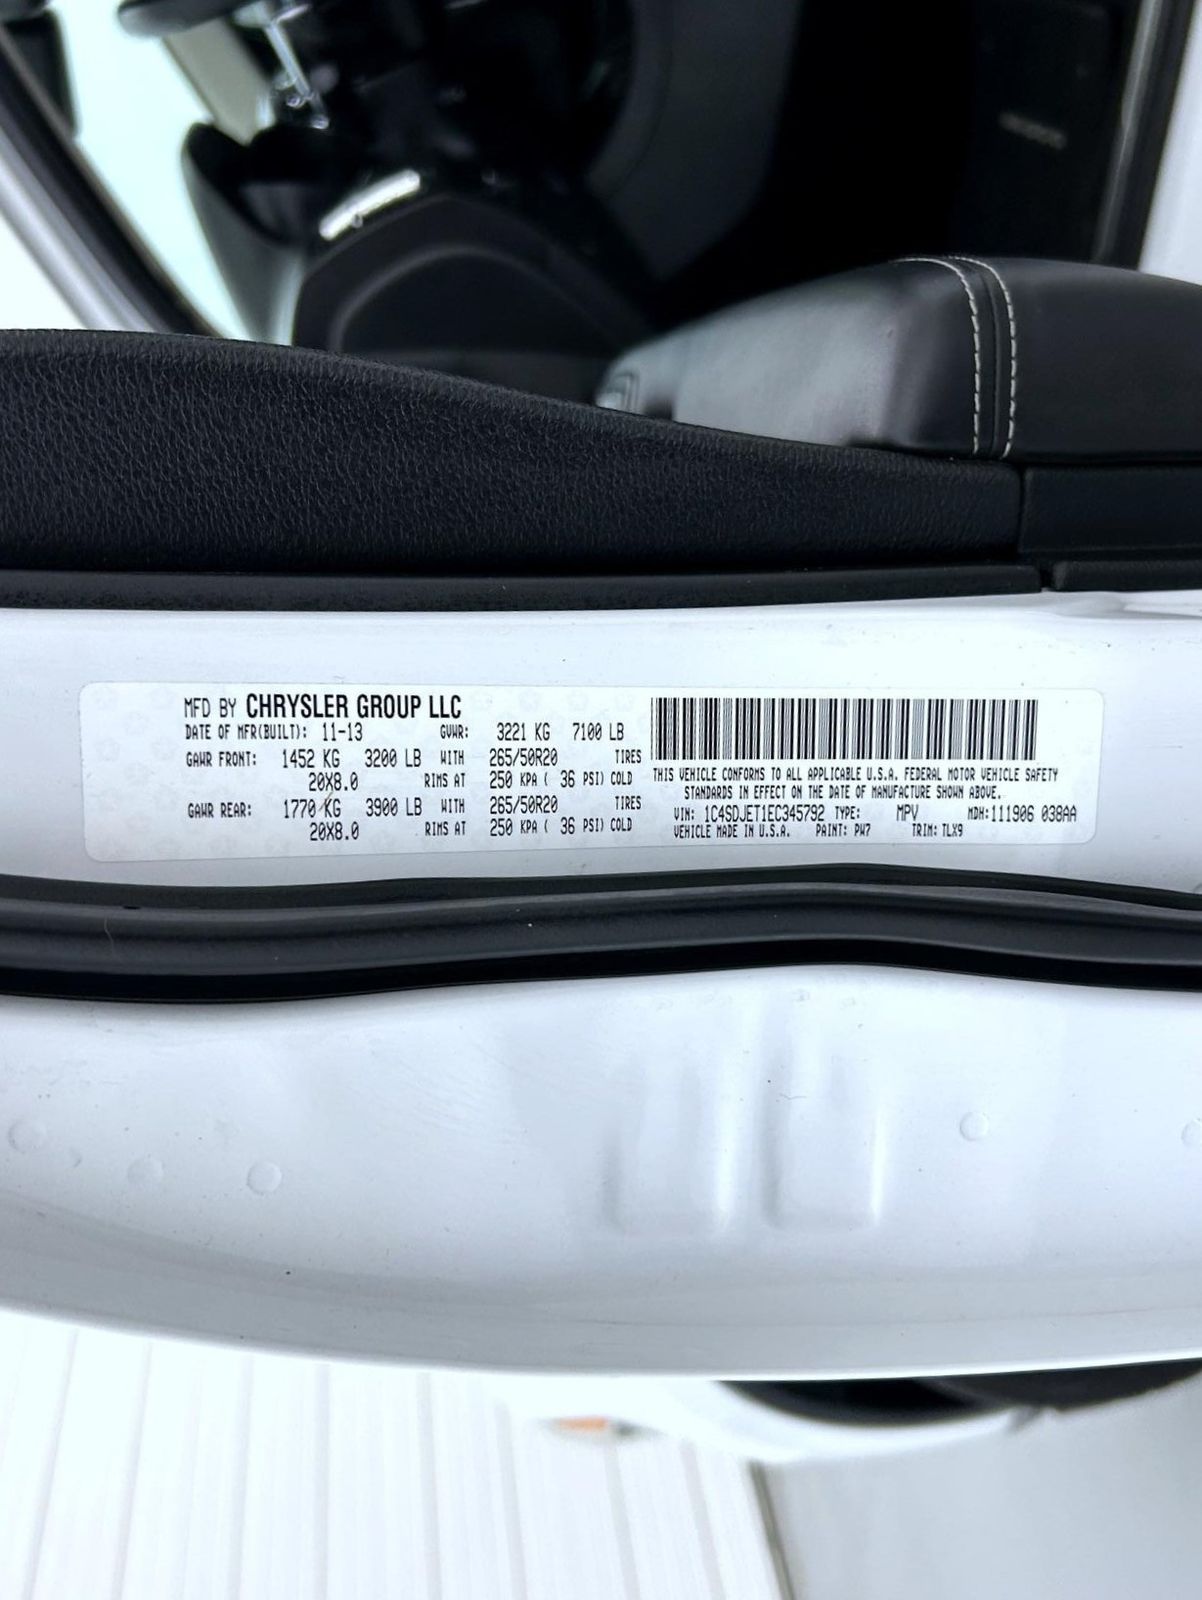 MFD BY CHRYSLER GROUP LLC
DATE OF MFR(BUILT): 11-13 GVWR: 3221 KG 7100 LB
GAWR FRONT: 1452 KG 3200 LB WITH 265/50R20 TIRES
20X8.0 RIMS AT 250 KPA ( 36 PSI) COLD
GAWR REAR: 1770 KG 3900 LB WITH 265/50R20 TIRES
20X8.0 RIMS AT 250 KPA ( 36 PSI) COLD
THIS VEHICLE CONFORMS TO ALL APPLICABLE U.S.A. FEDERAL MOTOR VEHICLE SAFETY
STANDARDS IN EFFECT ON THE DATE OF MANUFACTURE SHOWN ABOVE.
VIN: 1C4SDJET1EC345792 TYPE: MPV MDH:111906 038AA
VEHICLE MADE IN U.S.A. PAINT: PW7 TRIM: TLX9